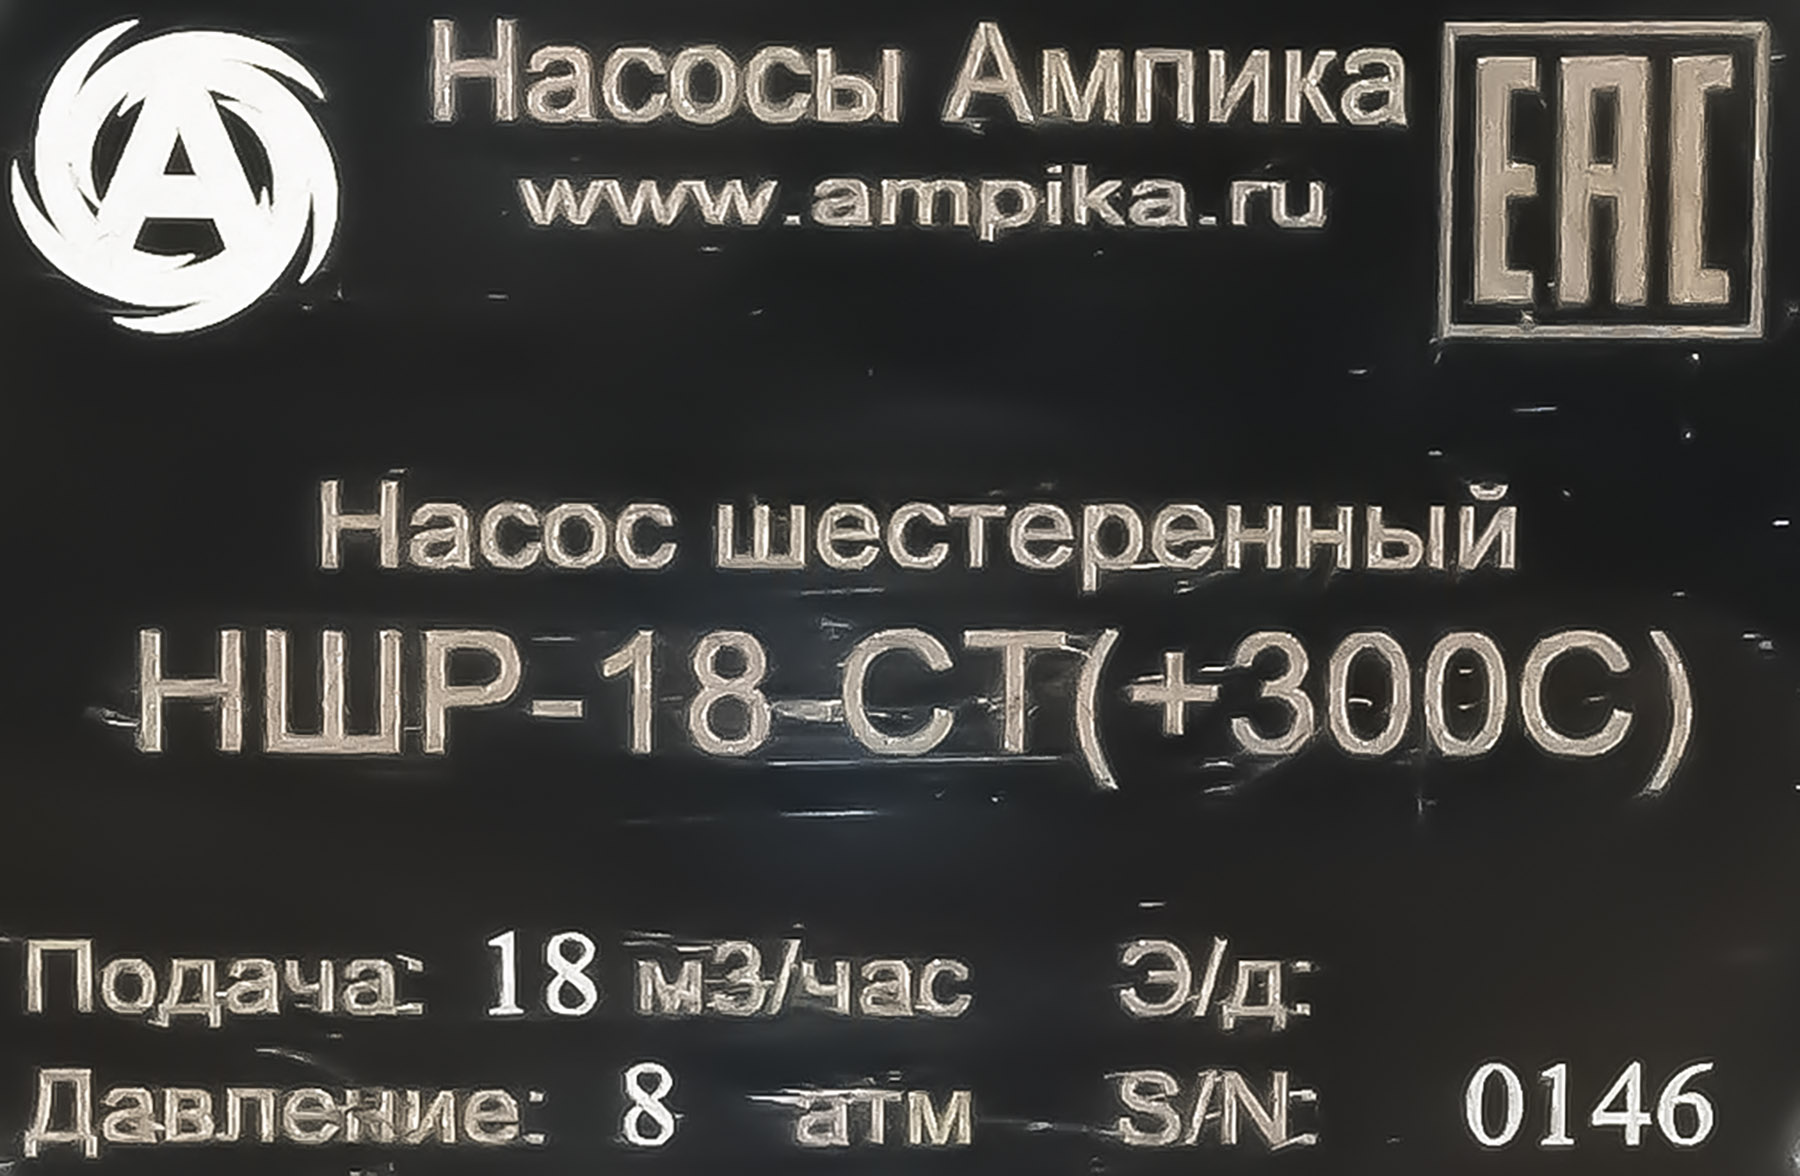 А
Насосы Ампика
www.ampika.ru
ЕАС
Насос шестеренный
НШР-18 СТ(+300С)
Подача: 18 м3/час Э/д:
Давление: 8 атм S/N: 0146